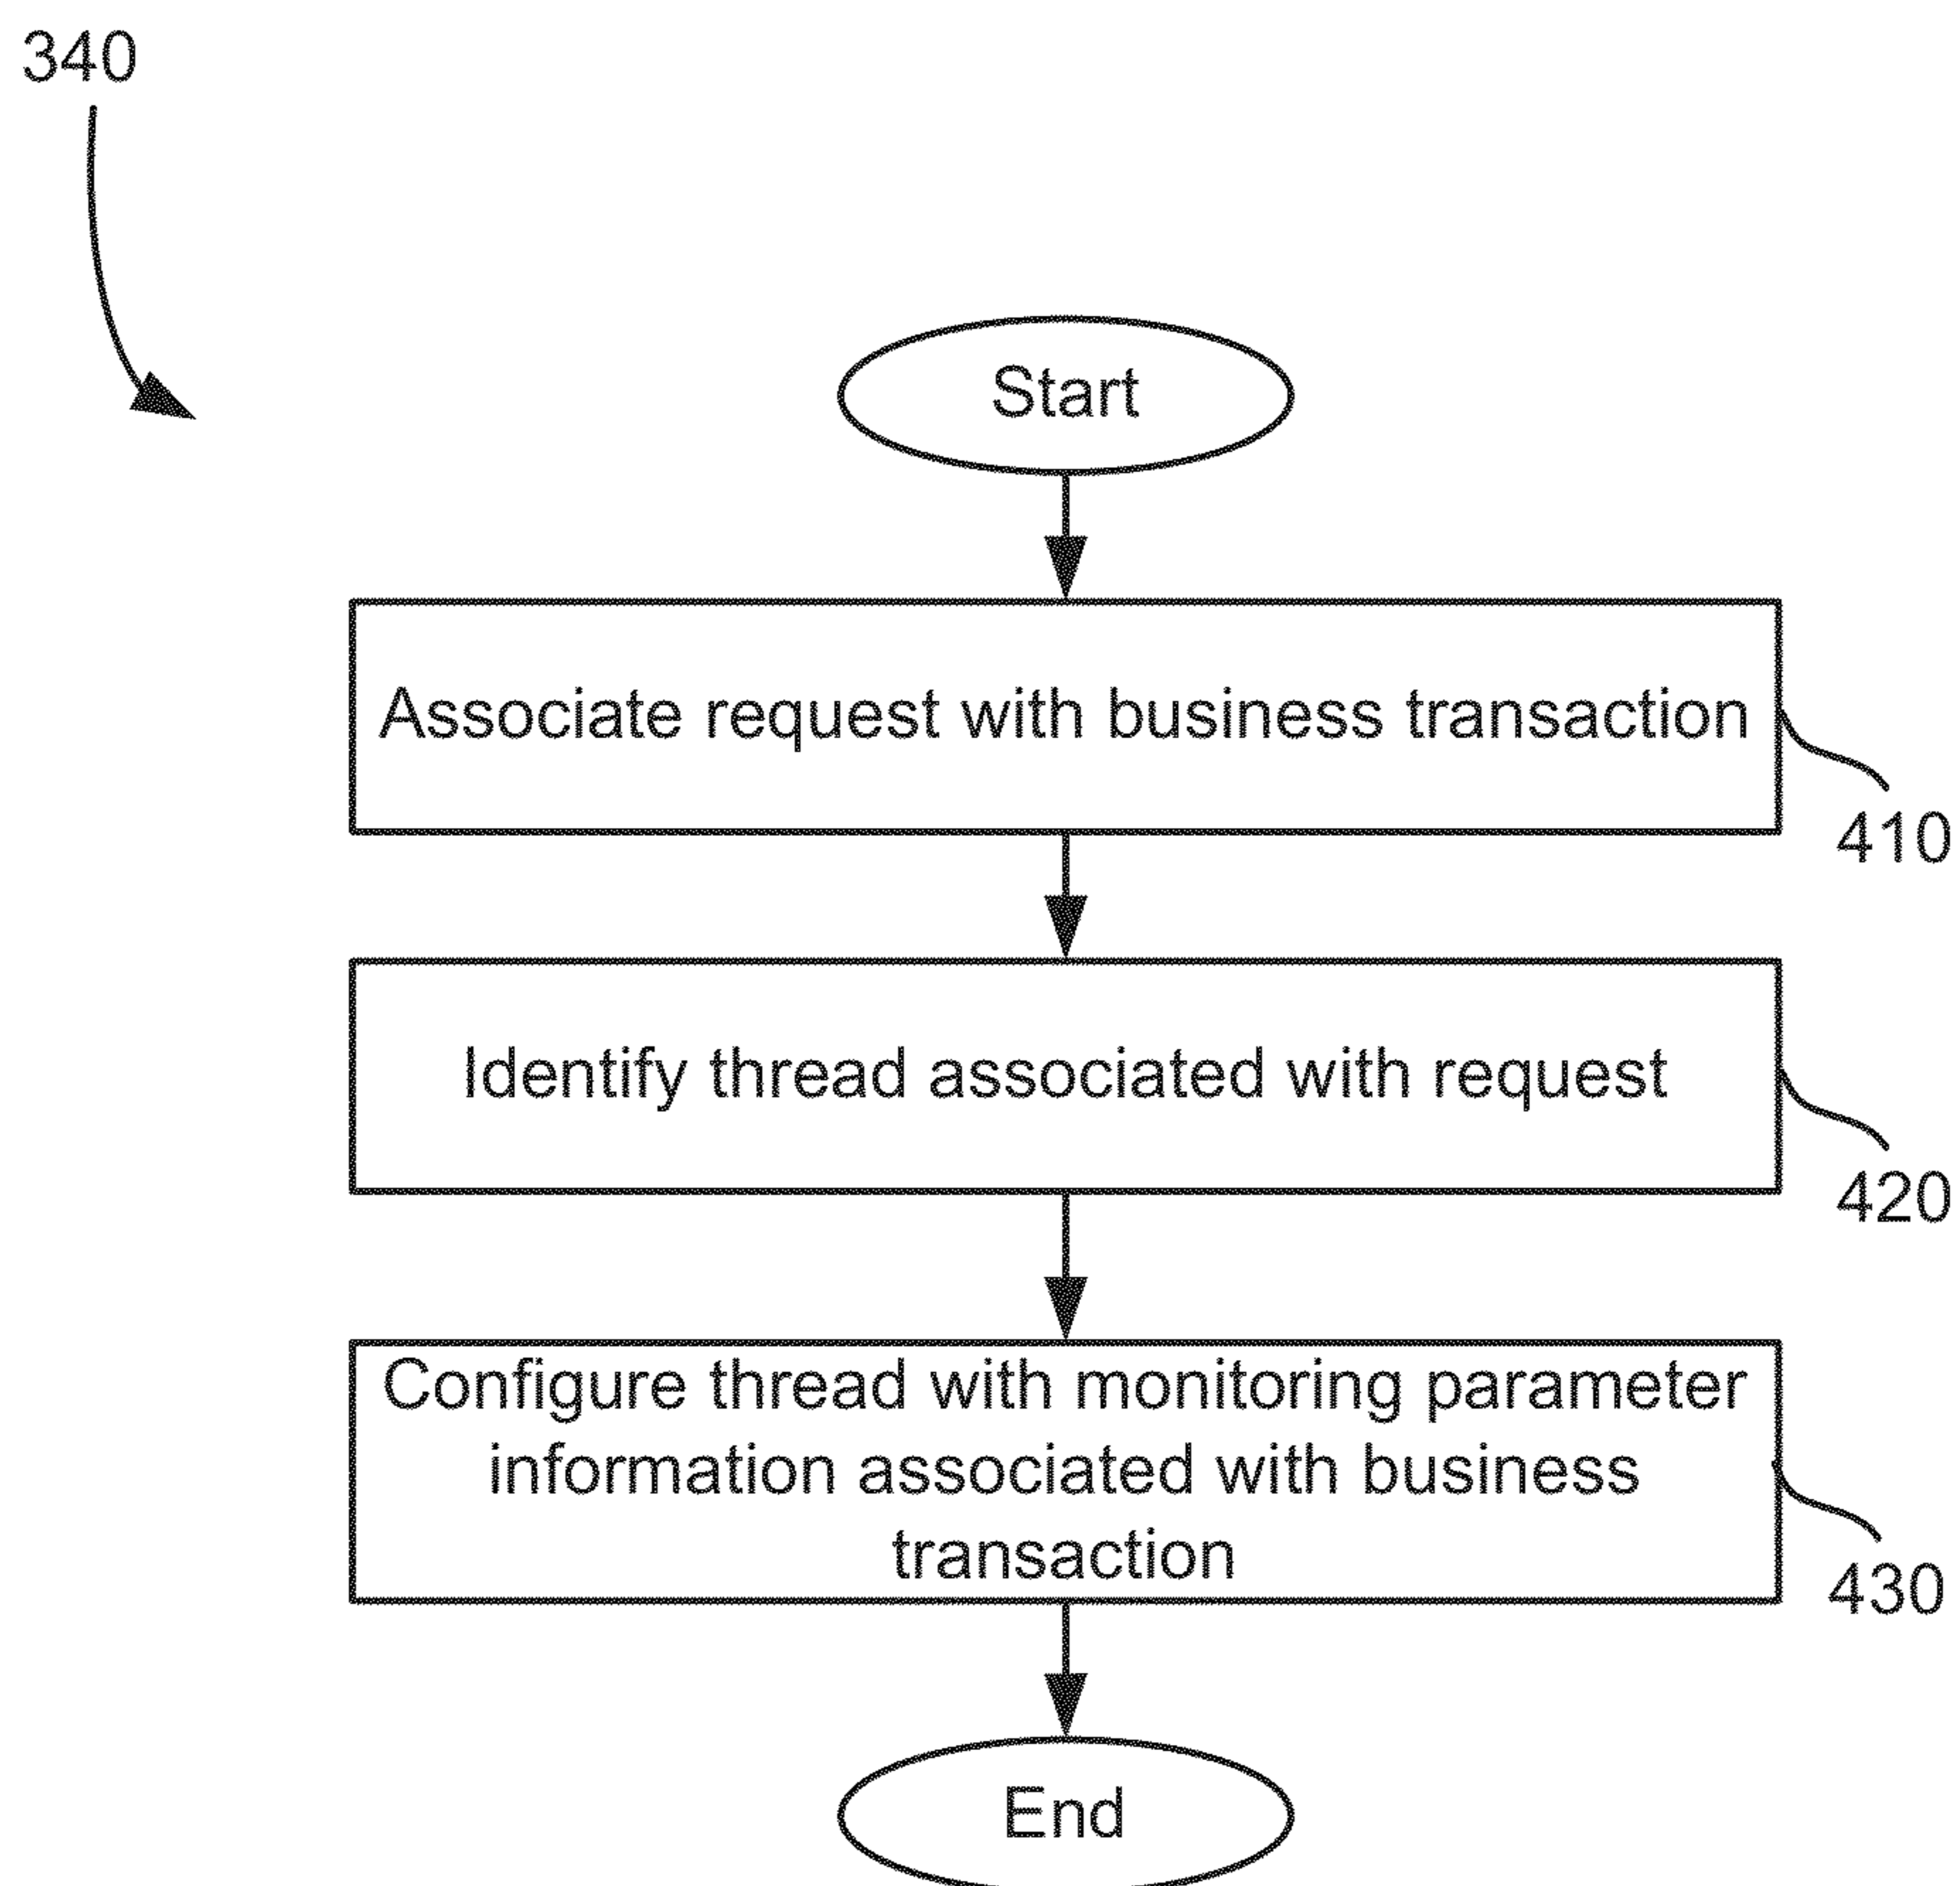 340
Start
Associate request with business transaction
410
Identify thread associated with request
420
Configure thread with monitoring parameter
information associated with business
transaction
430
End